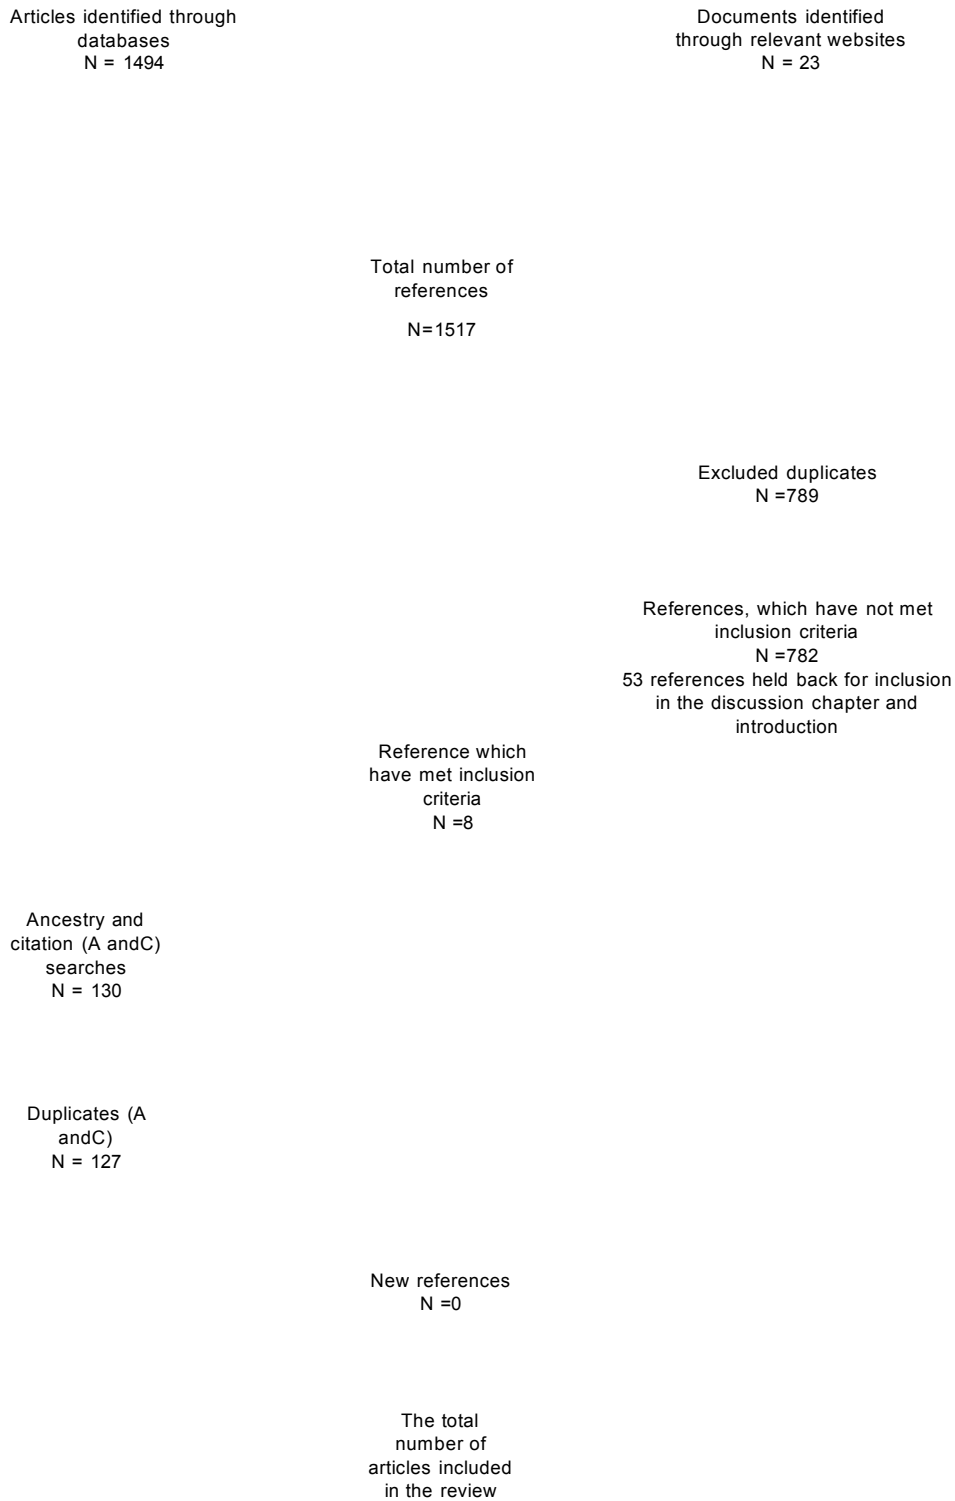 Articles identified through
databases
N = 1494
Documents identified
through relevant websites
N = 23
Total number of
references
N=1517
Excluded duplicates
N =789
References, which have not met
inclusion criteria
N =782
53 references held back for inclusion
in the discussion chapter and
introduction
Reference which
have met inclusion
criteria
N =8
Ancestry and
citation (A andC)
searches
N = 130
Duplicates (A
andC)
N = 127
New references
N =0
The total
number of
articles included
in the review